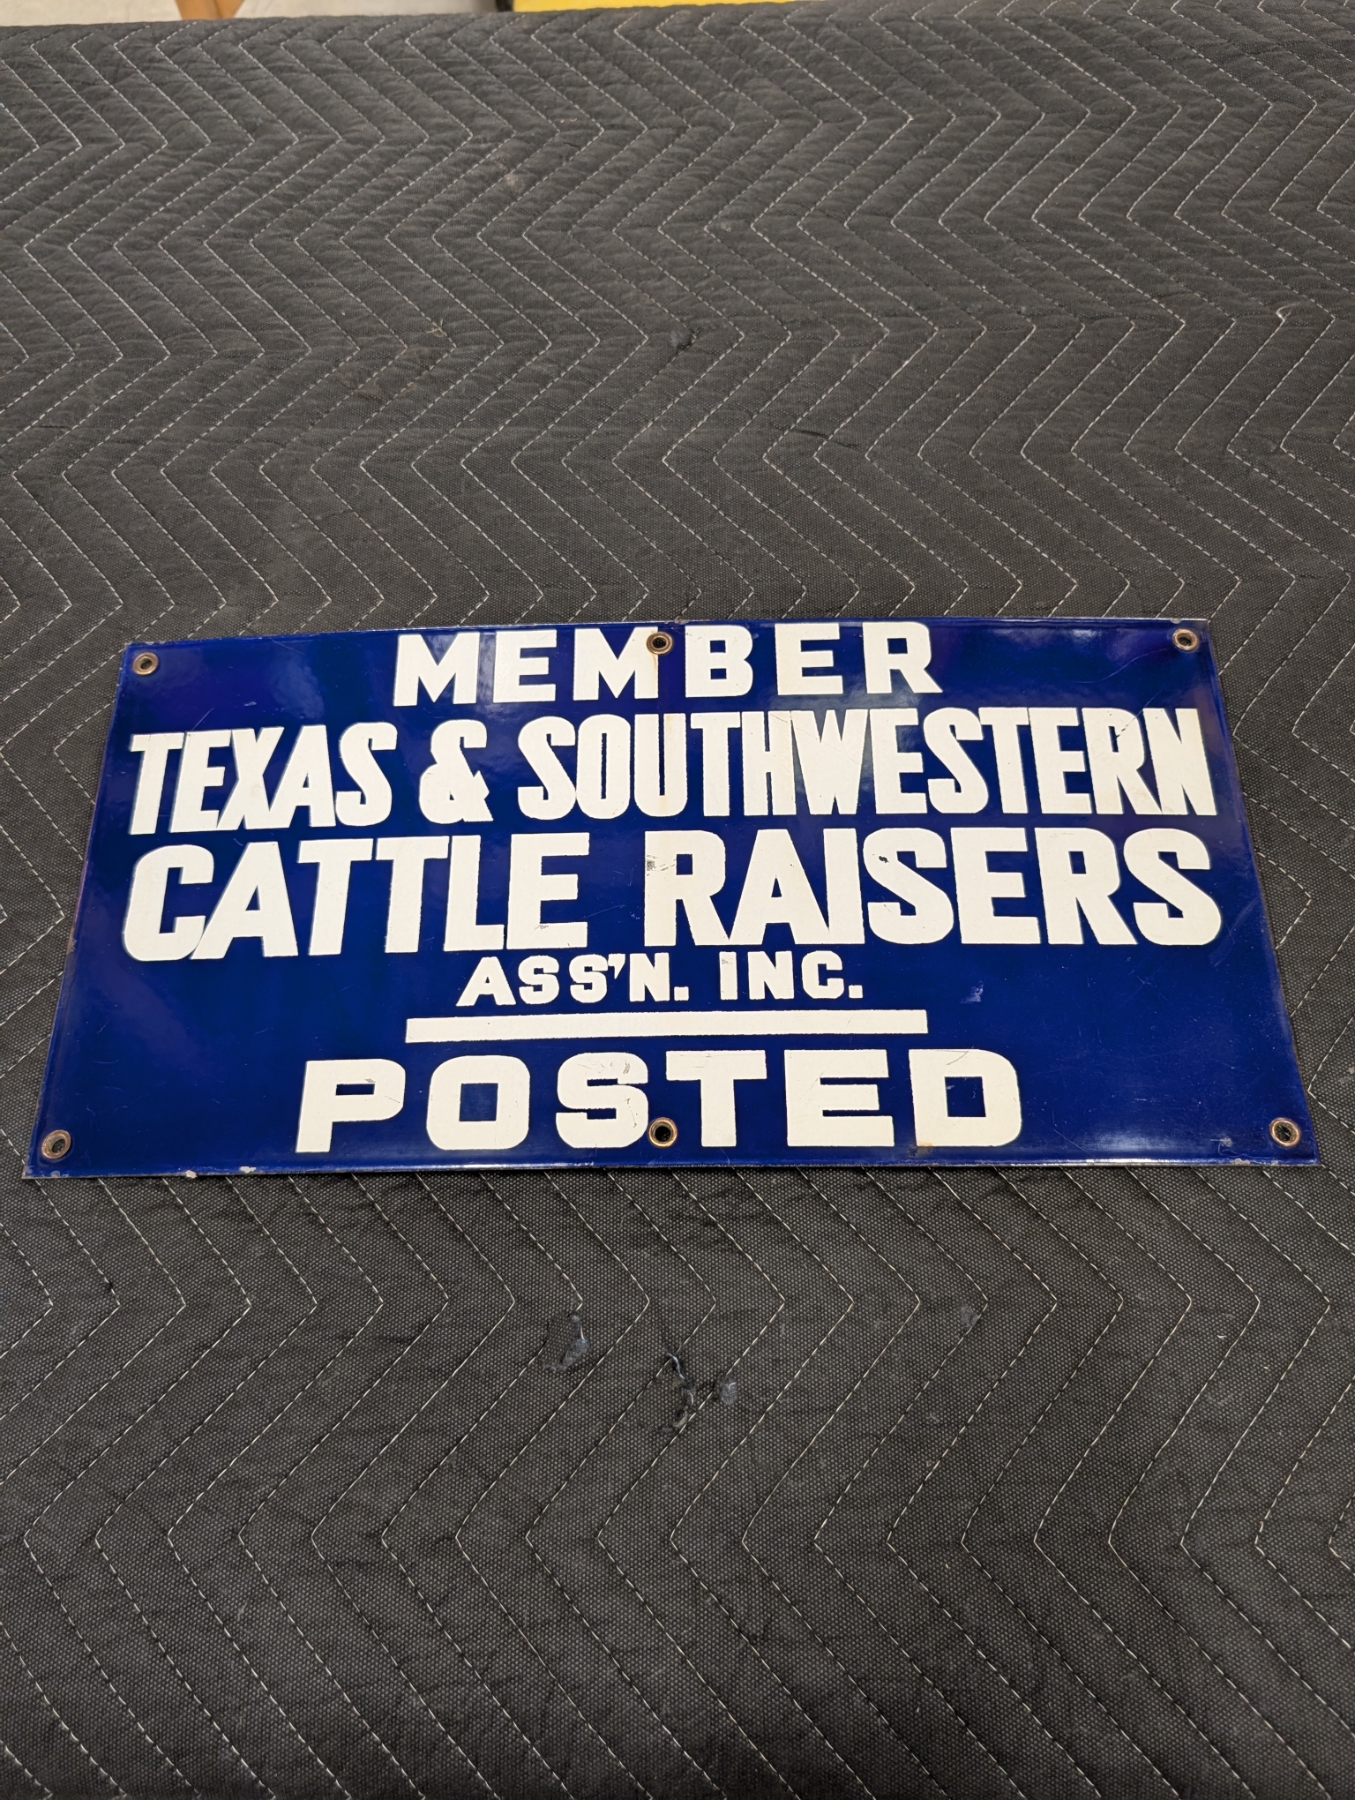 MEMBER
TEXAS & SOUTHWESTERN
CATTLE RAISERS
ASS'N. INC.
POSTED